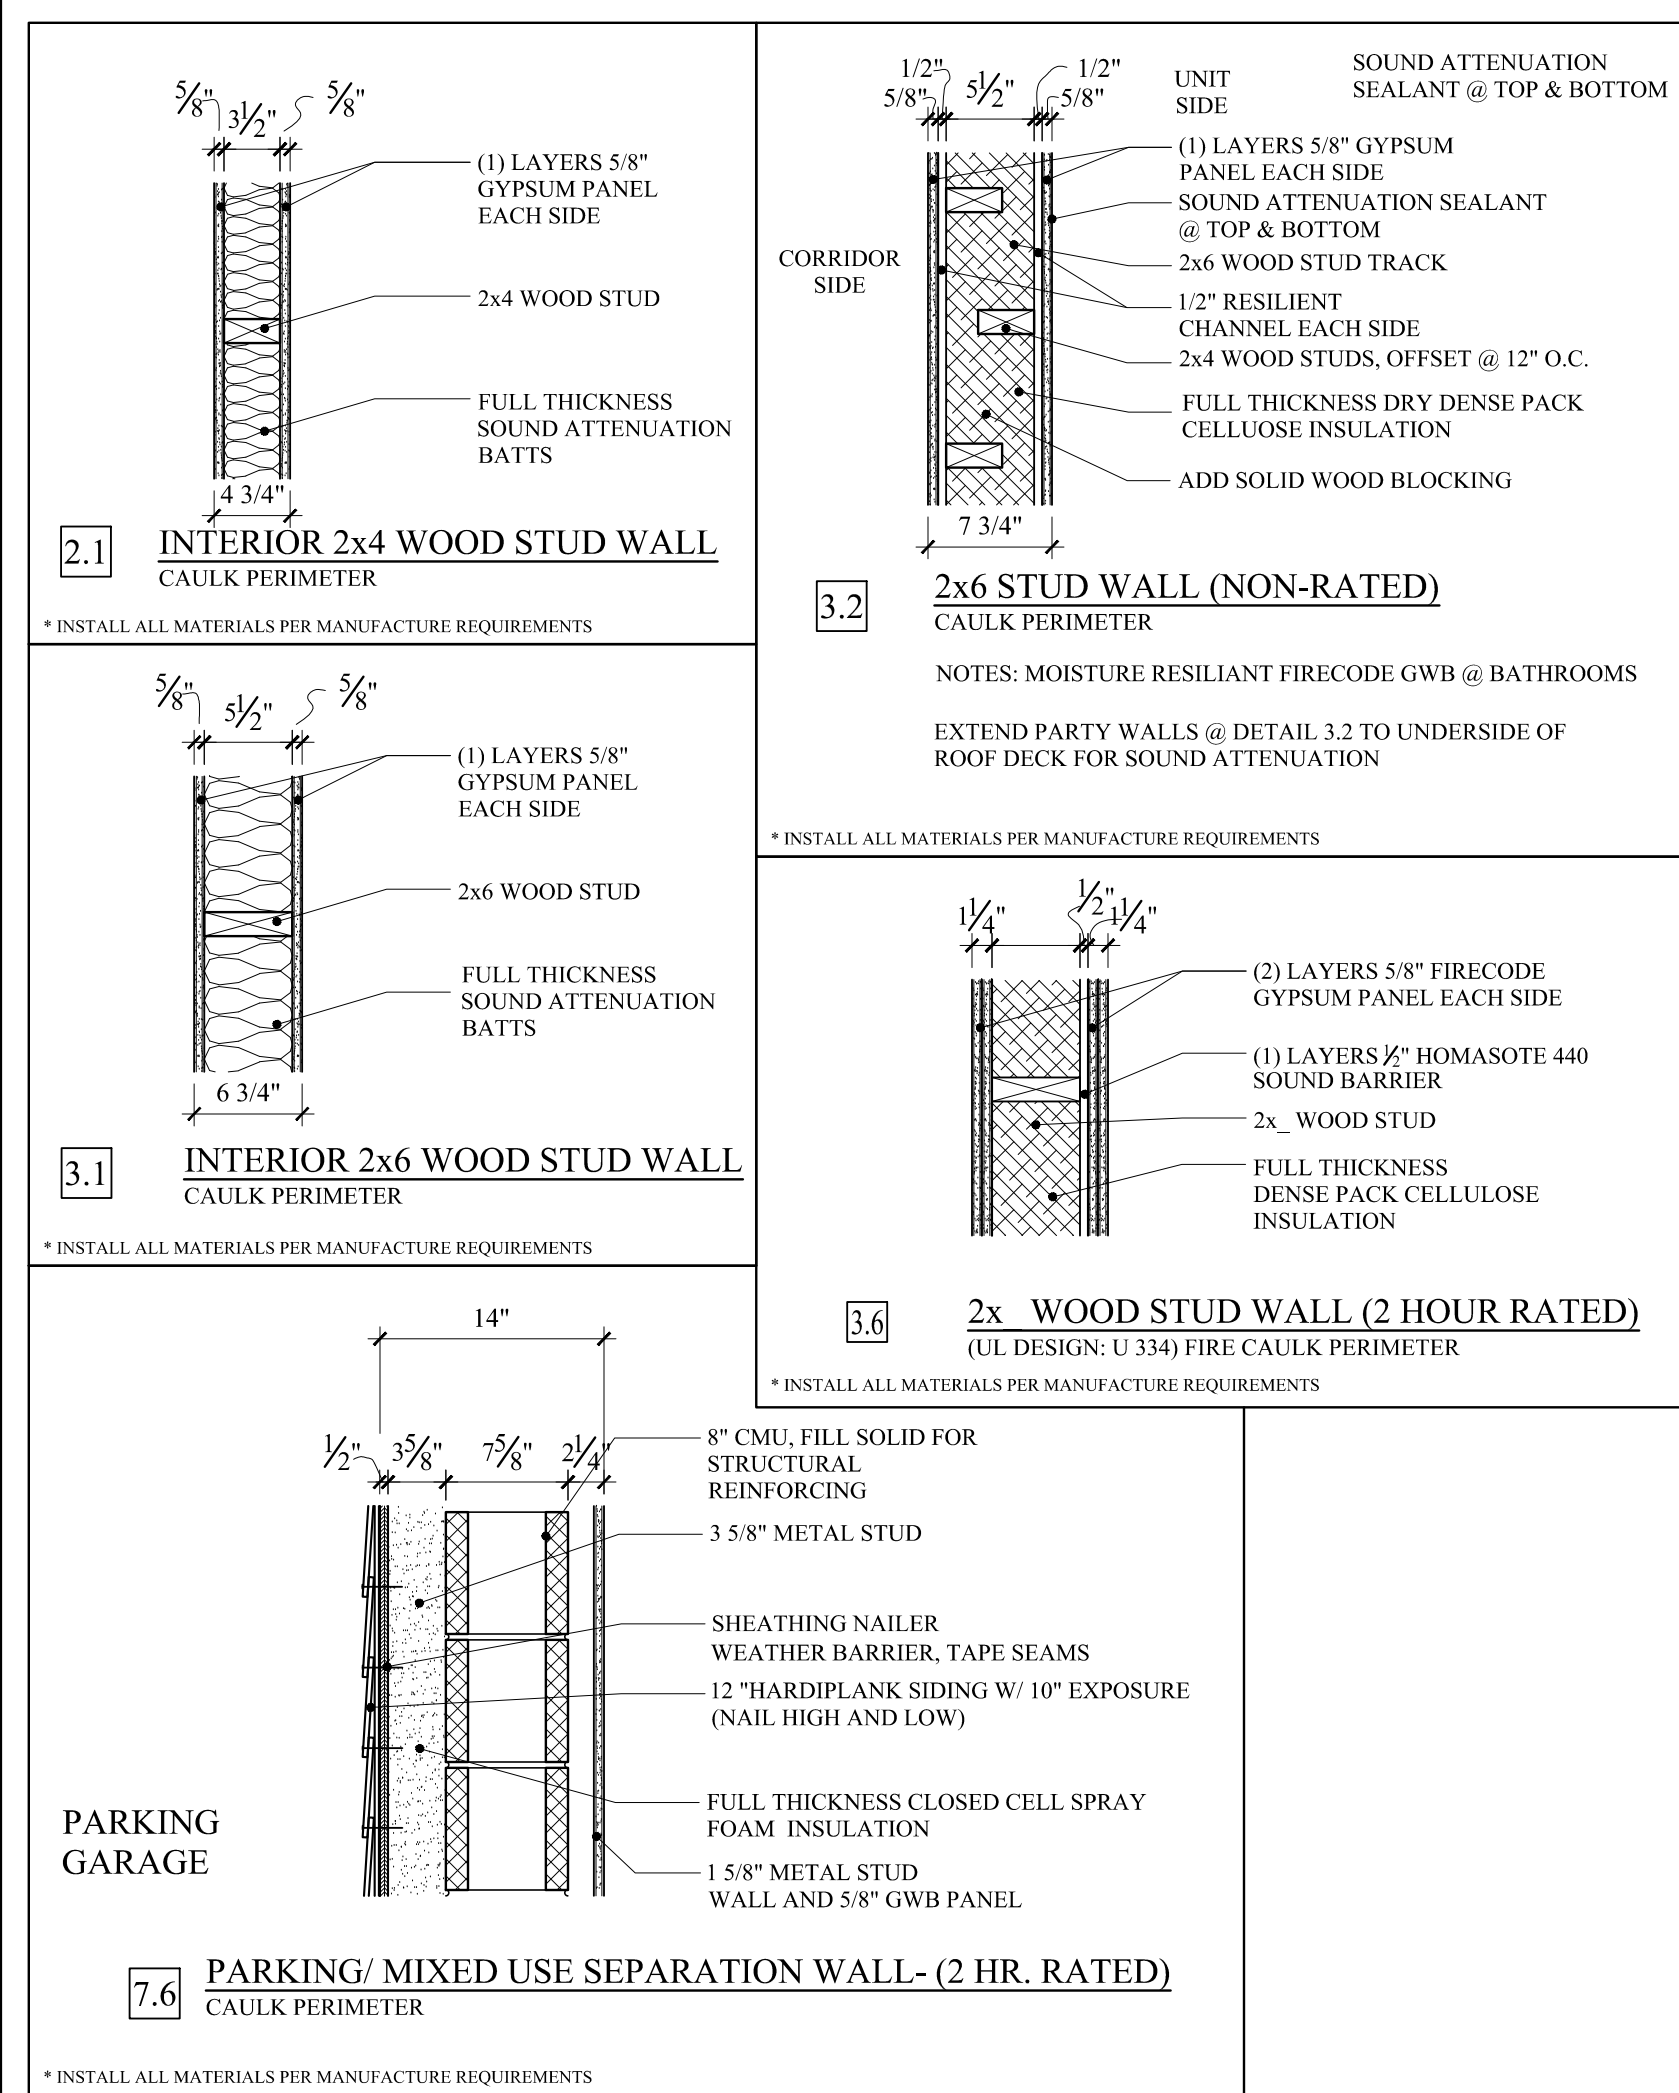 5/8"
3 1/2"
5/8"
(1) LAYERS 5/8"
GYPSUM PANEL
EACH SIDE
2x4 WOOD STUD
FULL THICKNESS
SOUND ATTENUATION
BATTS
4 3/4"
2.1
INTERIOR 2x4 WOOD STUD WALL
CAULK PERIMETER
* INSTALL ALL MATERIALS PER MANUFACTURE REQUIREMENTS
1/2"
5/8"
5 1/2"
1/2"
5/8"
UNIT
SIDE
SOUND ATTENUATION
SEALANT @ TOP & BOTTOM
CORRIDOR
SIDE
(1) LAYERS 5/8" GYPSUM
PANEL EACH SIDE
SOUND ATTENUATION SEALANT
@ TOP & BOTTOM
2x6 WOOD STUD TRACK
1/2" RESILIENT
CHANNEL EACH SIDE
2x4 WOOD STUDS, OFFSET @ 12" O.C.
FULL THICKNESS DRY DENSE PACK
CELLUOSE INSULATION
ADD SOLID WOOD BLOCKING
7 3/4"
3.2
2x6 STUD WALL (NON-RATED)
CAULK PERIMETER
NOTES: MOISTURE RESILIANT FIRECODE GWB @ BATHROOMS
EXTEND PARTY WALLS @ DETAIL 3.2 TO UNDERSIDE OF
ROOF DECK FOR SOUND ATTENUATION
* INSTALL ALL MATERIALS PER MANUFACTURE REQUIREMENTS
5/8"
5 1/2"
5/8"
(1) LAYERS 5/8"
GYPSUM PANEL
EACH SIDE
2x6 WOOD STUD
FULL THICKNESS
SOUND ATTENUATION
BATTS
6 3/4"
3.1
INTERIOR 2x6 WOOD STUD WALL
CAULK PERIMETER
* INSTALL ALL MATERIALS PER MANUFACTURE REQUIREMENTS
1 1/4"
1/2"
1 1/4"
(2) LAYERS 5/8" FIRECODE
GYPSUM PANEL EACH SIDE
(1) LAYERS 1/2" HOMASOTE 440
SOUND BARRIER
2x_ WOOD STUD
FULL THICKNESS
DENSE PACK CELLULOSE
INSULATION
3.6
2x_ WOOD STUD WALL (2 HOUR RATED)
(UL DESIGN: U 334) FIRE CAULK PERIMETER
* INSTALL ALL MATERIALS PER MANUFACTURE REQUIREMENTS
14"
1/2"
3 5/8"
7 5/8"
2 1/4"
8" CMU, FILL SOLID FOR
STRUCTURAL
REINFORCING
3 5/8" METAL STUD
SHEATHING NAILER
WEATHER BARRIER, TAPE SEAMS
12 "HARDIPLANK SIDING W/ 10" EXPOSURE
(NAIL HIGH AND LOW)
FULL THICKNESS CLOSED CELL SPRAY
FOAM INSULATION
1 5/8" METAL STUD
WALL AND 5/8" GWB PANEL
PARKING
GARAGE
7.6
PARKING/ MIXED USE SEPARATION WALL- (2 HR. RATED)
CAULK PERIMETER
* INSTALL ALL MATERIALS PER MANUFACTURE REQUIREMENTS